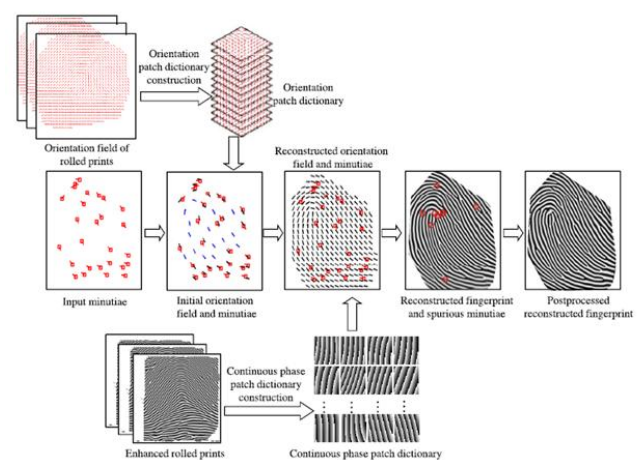 Orientation
patch dictionary
construction
Orientation
patch dictionary
Orientation field of
rolled prints
Reconstructed orientation
field and minutiae
Input minutiae
Initial orientation
field and minutiae
Reconstructed fingerprint
and spurious minutiae
Postprocessed
reconstructed fingerprint
Continuous phase
patch dictionary
construction
Enhanced rolled prints
Continuous phase patch dictionary